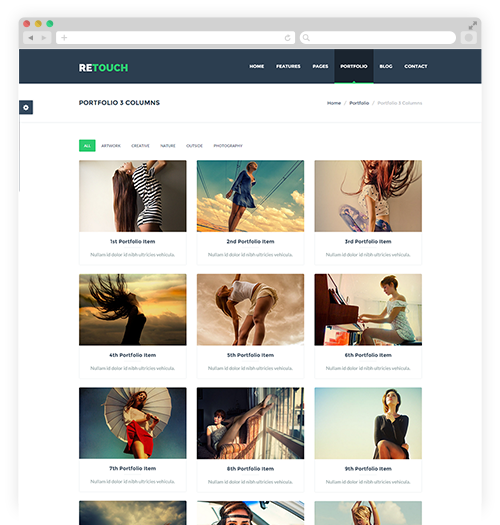 RETOUCH
HOME FEATURES PAGES PORTFOLIO BLOG CONTACT
PORTFOLIO 3 COLUMNS
Home / Portfolio / Portfolio 3 Columns
ALL ARTWORK CREATIVE NATURE OUTSIDE PHOTOGRAPHY
1st Portfolio Item 2nd Portfolio Item 3rd Portfolio Item
Nullam id dolor id nibh ultricies vehicula. Nullam id dolor id nibh ultricies vehicula. Nullam id dolor id nibh ultricies vehicula.
4th Portfolio Item 5th Portfolio Item 6th Portfolio Item
Nullam id dolor id nibh ultricies vehicula. Nullam id dolor id nibh ultricies vehicula. Nullam id dolor id nibh ultricies vehicula.
7th Portfolio Item 8th Portfolio Item 9th Portfolio Item
Nullam id dolor id nibh ultricies vehicula. Nullam id dolor id nibh ultricies vehicula. Nullam id dolor id nibh ultricies vehicula.